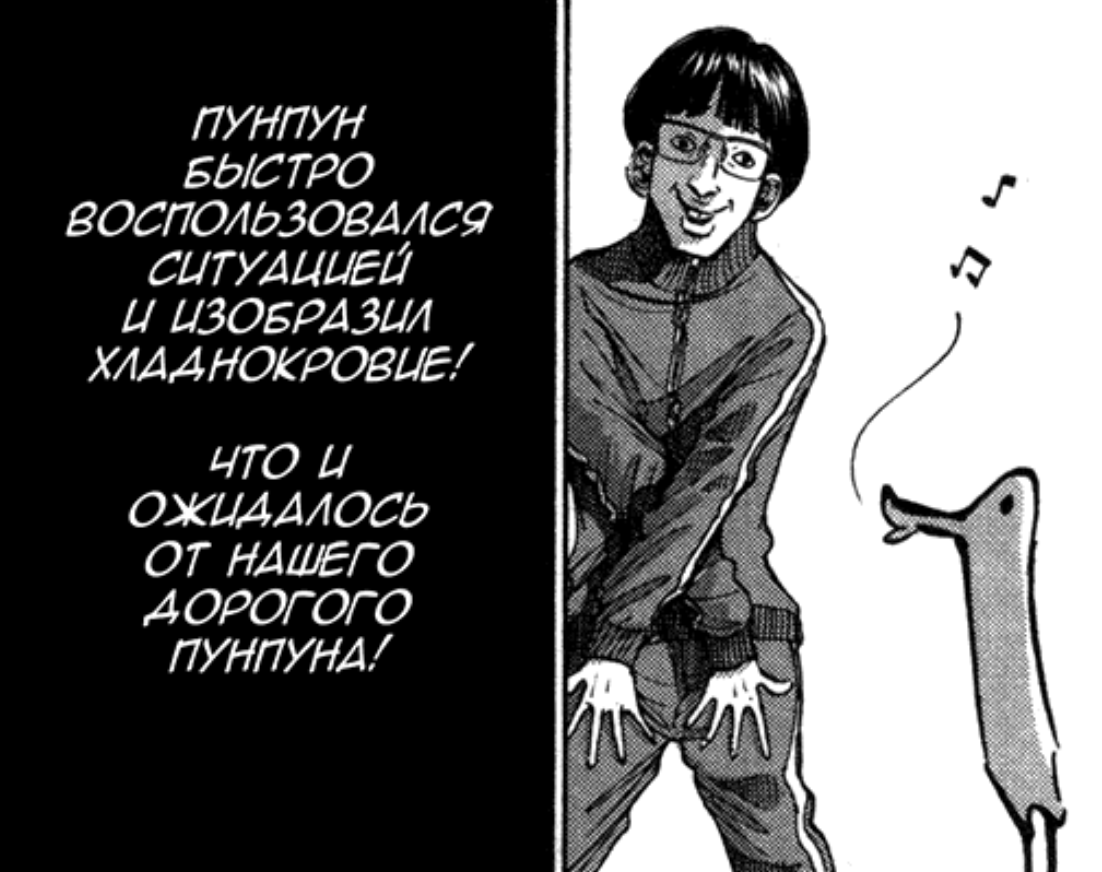 ПУНПУН
БЫСТРО
ВОСПОЛЬЗОВАЛСЯ
СИТУАЦИЕЙ
И ИЗОБРАЗИЛ
ХЛАДНОКРОВИЕ!
ЧТО И
ОЖИДАЛОСЬ
ОТ НАШЕГО
ДОРОГОГО
ПУНПУНА!